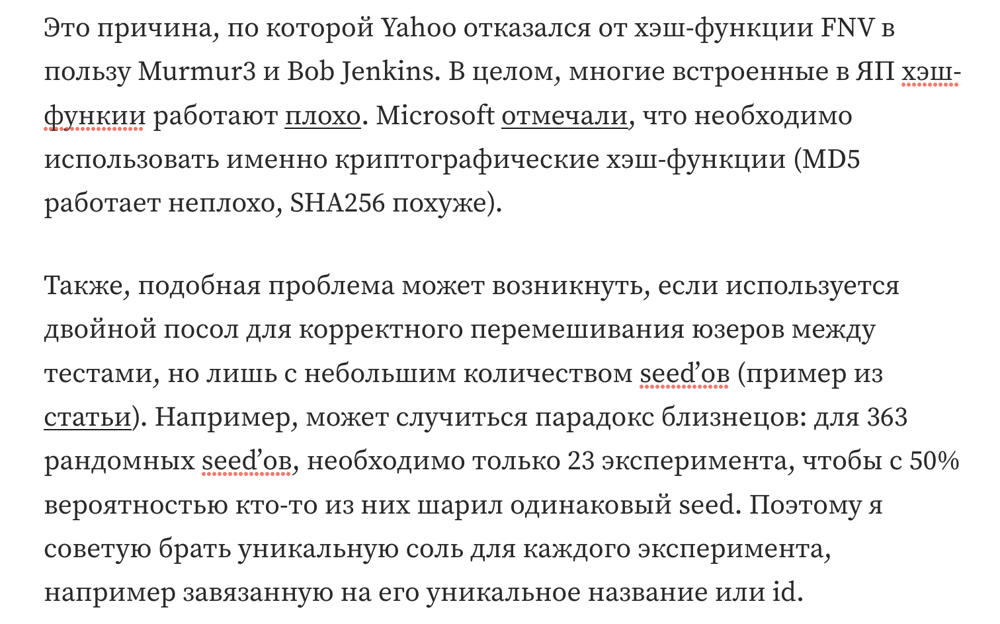 Это причина, по которой Yahoo отказался от хэш-функции FNV в
пользу Murmur3 и Bob Jenkins. В целом, многие встроенные в ЯП хэш-
функии работают плохо. Microsoft отмечали, что необходимо
использовать именно криптографические хэш-функции (MD5
работает неплохо, SHA256 похуже).
Также, подобная проблема может возникнуть, если используется
двойной посол для корректного перемешивания юзеров между
тестами, но лишь с небольшим количеством seed’ов (пример из
статьи). Например, может случиться парадокс близнецов: для 363
рандомных seed’ов, необходимо только 23 эксперимента, чтобы с 50%
вероятностью кто-то из них шарил одинаковый seed. Поэтому я
советую брать уникальную соль для каждого эксперимента,
например завязанную на его уникальное название или id.